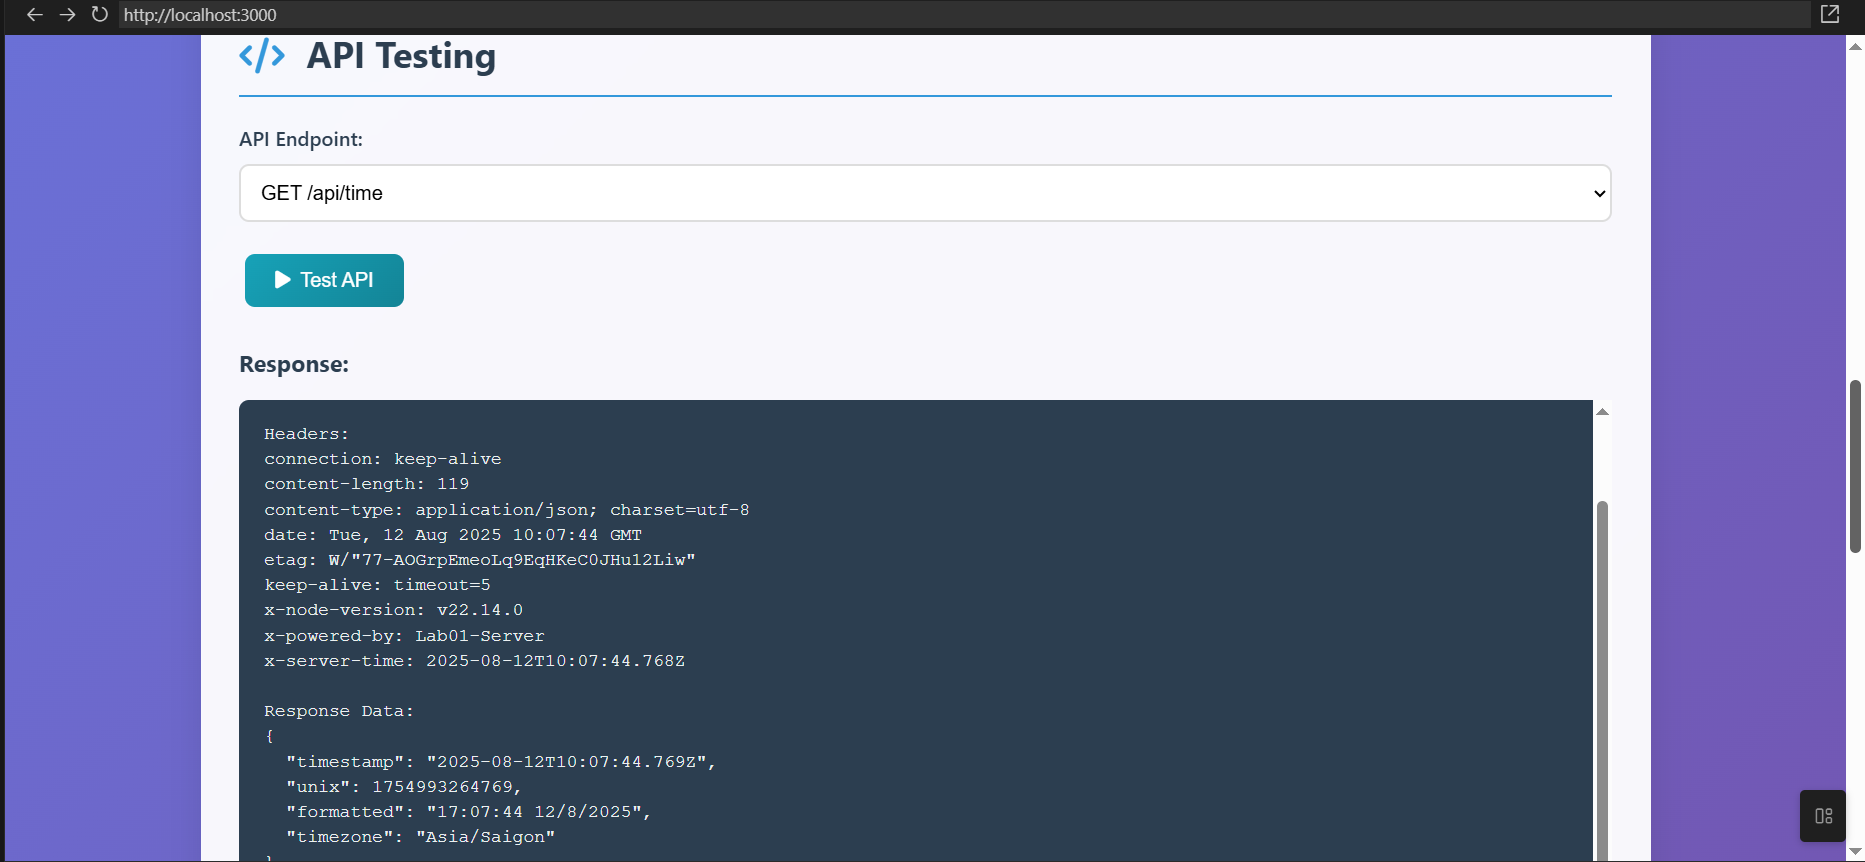 http://localhost:3000
</> API Testing
API Endpoint:
GET /api/time
Test API
Response:
Headers:
connection: keep-alive
content-length: 119
content-type: application/json; charset=utf-8
date: Tue, 12 Aug 2025 10:07:44 GMT
etag: W/"77-AOGrpEmeoLq9EqHKeC0JHu12Liw"
keep-alive: timeout=5
x-node-version: v22.14.0
x-powered-by: Lab01-Server
x-server-time: 2025-08-12T10:07:44.768Z
Response Data:
{
  "timestamp": "2025-08-12T10:07:44.769Z",
  "unix": 1754993264769,
  "formatted": "17:07:44 12/8/2025",
  "timezone": "Asia/Saigon"
}